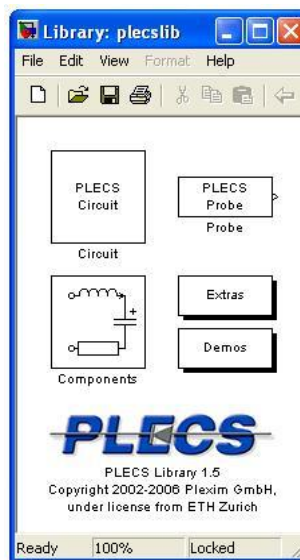 Library: plecslib
File Edit View Format Help
PLECS
Circuit
Circuit
PLECS
Probe
Probe
+
Components
Extras
Demos
PLECS
PLECS Library 1.5
Copyright 2002-2006 Plexim GmbH,
under license from ETH Zurich
Ready 100% Locked